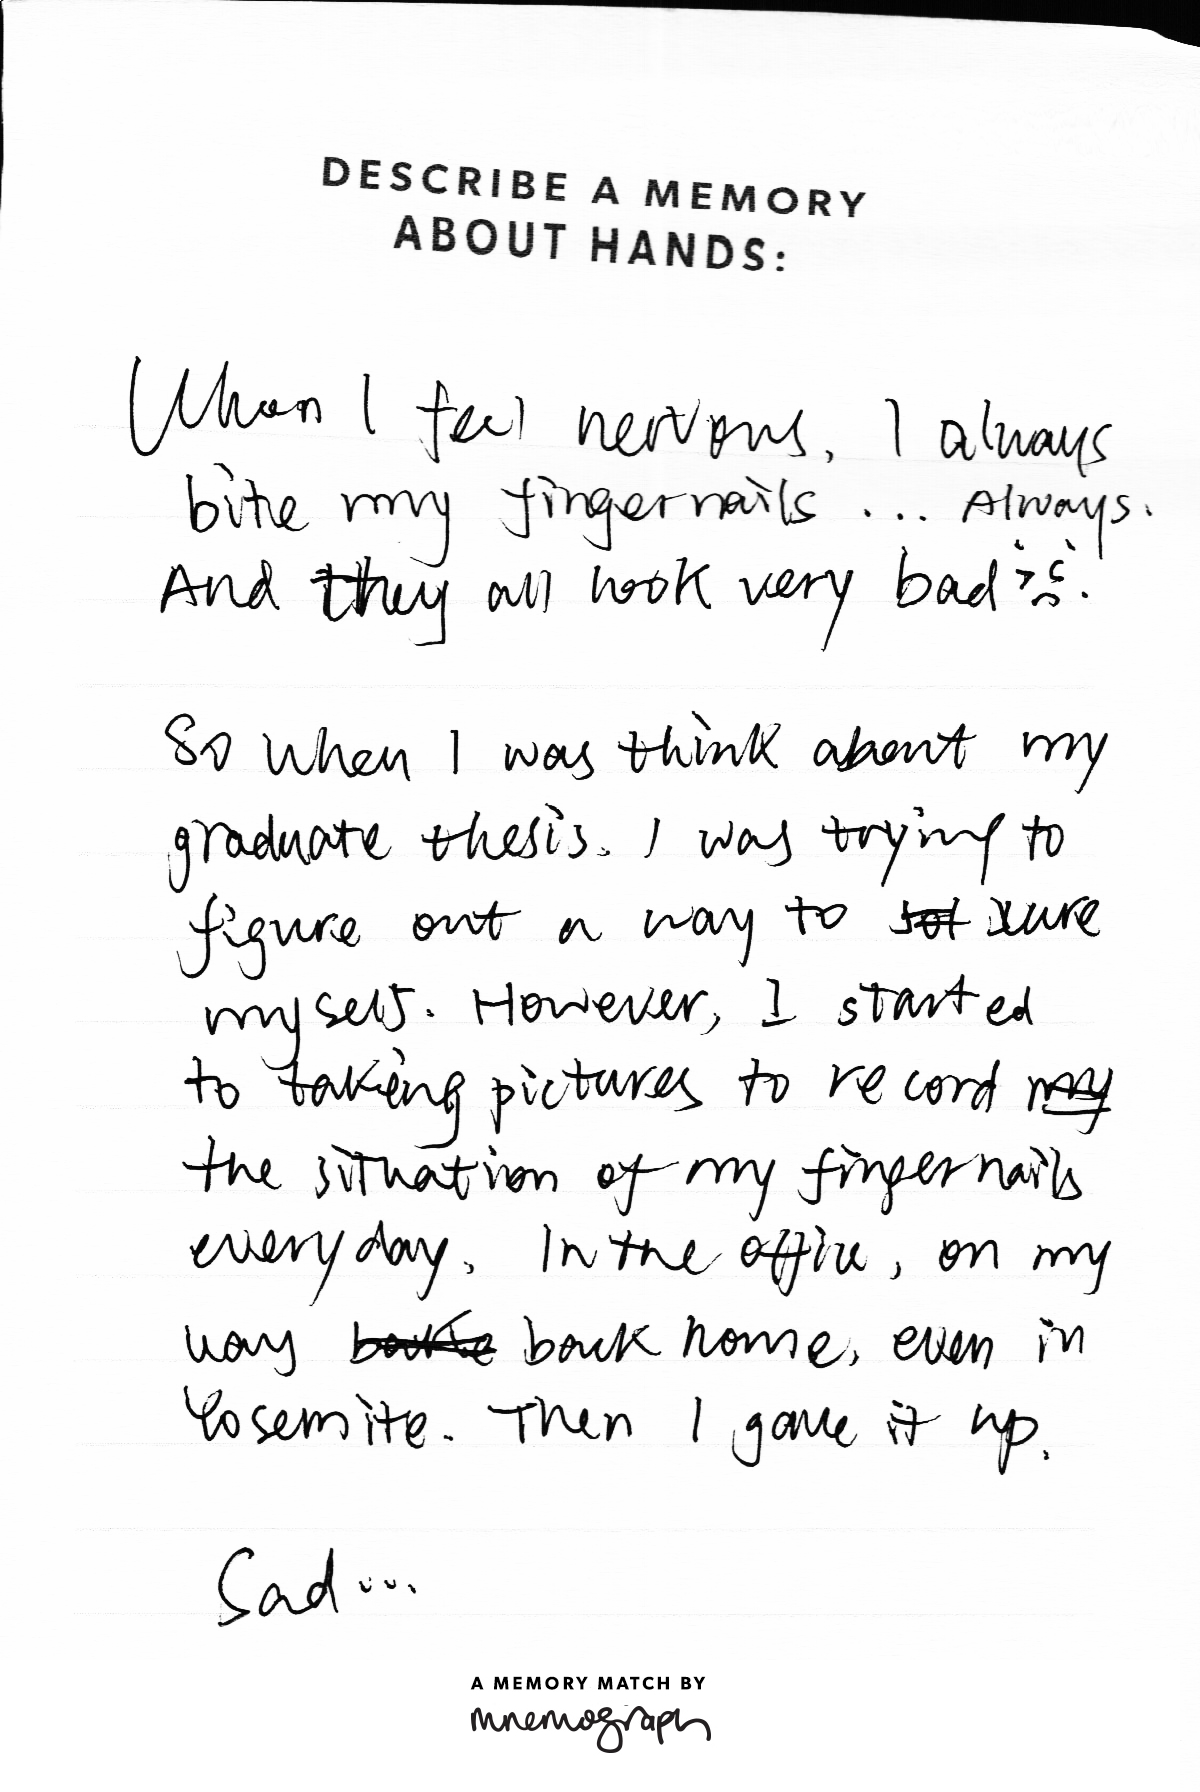 DESCRIBE A MEMORY
ABOUT HANDS:
When I feel nervous, I always
bite my fingernails ... Always.
And they all look very bad .
So when I was think about my
graduate thesis. I was trying to
figure out a way to cure
myself. However, I started
to taking pictures to record my
the situation of my fingernails
everyday. In the office, on my
way back home, even in
Yosemite. Then I gave it up.
Sad...
A MEMORY MATCH BY
mnemograph